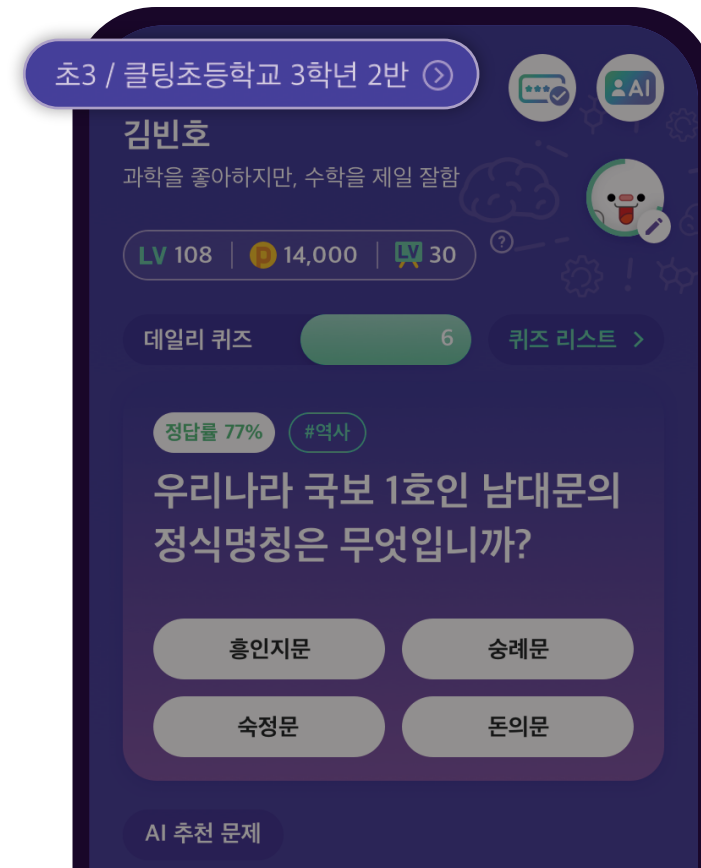 초3 / 클팅초등학교 3학년 2반
AI
김빈호
과학을 좋아하지만, 수학을 제일 잘함
LV 108 | p 14,000 | LV 30 ?
데일리 퀴즈 6 퀴즈 리스트 >
정답률 77% #역사
우리나라 국보 1호인 남대문의
정식명칭은 무엇입니까?
흥인지문 숭례문
숙정문 돈의문
AI 추천 문제